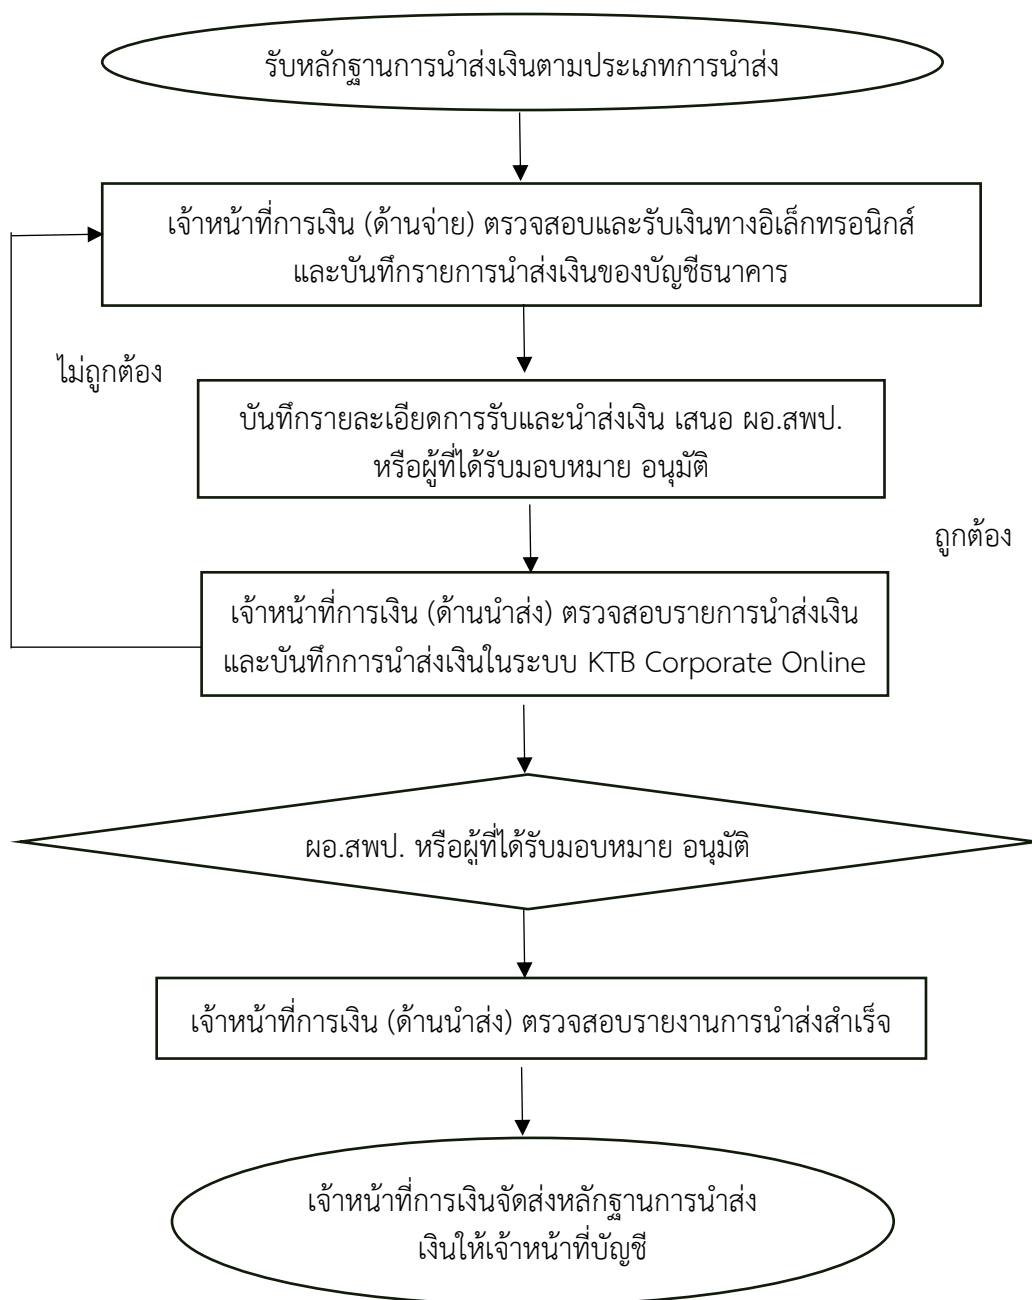 รับหลักฐานการนำส่งเงินตามประเภทการนำส่ง
เจ้าหน้าที่การเงิน (ด้านจ่าย) ตรวจสอบและรับเงินทางอิเล็กทรอนิกส์
และบันทึกรายการนำส่งเงินของบัญชีธนาคาร
ไม่ถูกต้อง
บันทึกรายละเอียดการรับและนำส่งเงิน เสนอ ผอ.สพป.
หรือผู้ที่ได้รับมอบหมาย อนุมัติ
ถูกต้อง
เจ้าหน้าที่การเงิน (ด้านนำส่ง) ตรวจสอบรายการนำส่งเงิน
และบันทึกการนำส่งเงินในระบบ KTB Corporate Online
ผอ.สพป. หรือผู้ที่ได้รับมอบหมาย อนุมัติ
เจ้าหน้าที่การเงิน (ด้านนำส่ง) ตรวจสอบรายงานการนำส่งสำเร็จ
เจ้าหน้าที่การเงินจัดส่งหลักฐานการนำส่ง
เงินให้เจ้าหน้าที่บัญชี